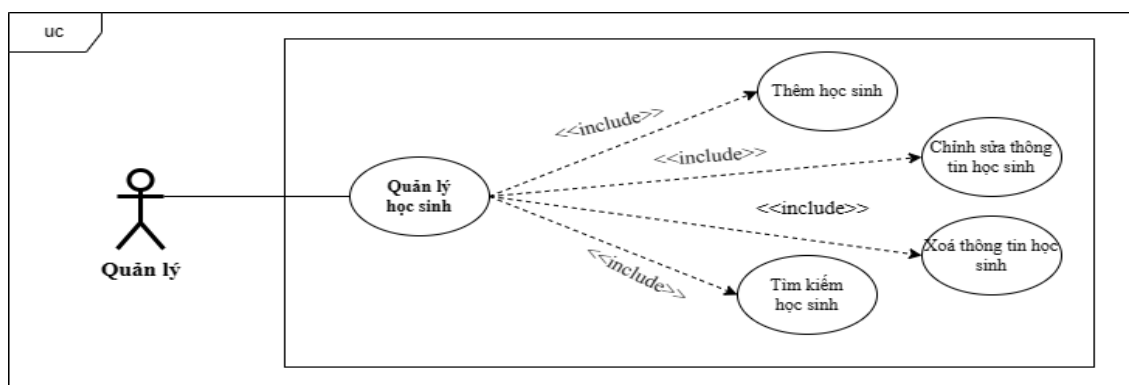 uc
Thêm học sinh
<<include>>
Chỉnh sửa thông
tin học sinh
<<include>>
Quản lý
học sinh
<<include>>
Xoá thông tin học
sinh
<<include>>
Tìm kiếm
học sinh
Quản lý